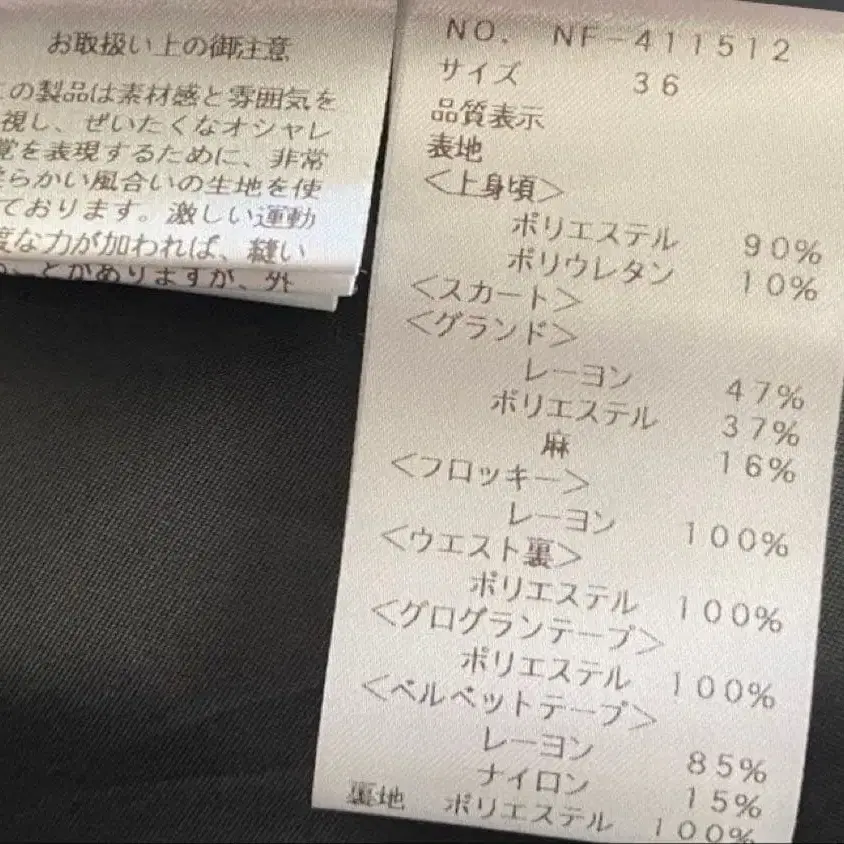 お取扱い上の御注意
の製品は素材感と雰囲気を
視し、ぜいたくなオシャレ
覚を表現するために、非常
らかい風合いの生地を使
ております。激しい運動
な力が加われば、縫い
とがありますが、外
NO. NF-411512
サイズ 36
品質表示
表地
<上身頃>
ポリエステル 90%
ポリウレタン 10%
<スカート>
<グランド>
レーヨン 47%
ポリエステル 37%
麻 16%
<フロッキー>
レーヨン 100%
<ウエスト裏>
ポリエステル 100%
<グログランテープ>
ポリエステル 100%
<ベルベットテープ>
レーヨン 85%
ナイロン 15%
裏地 ポリエステル 100%